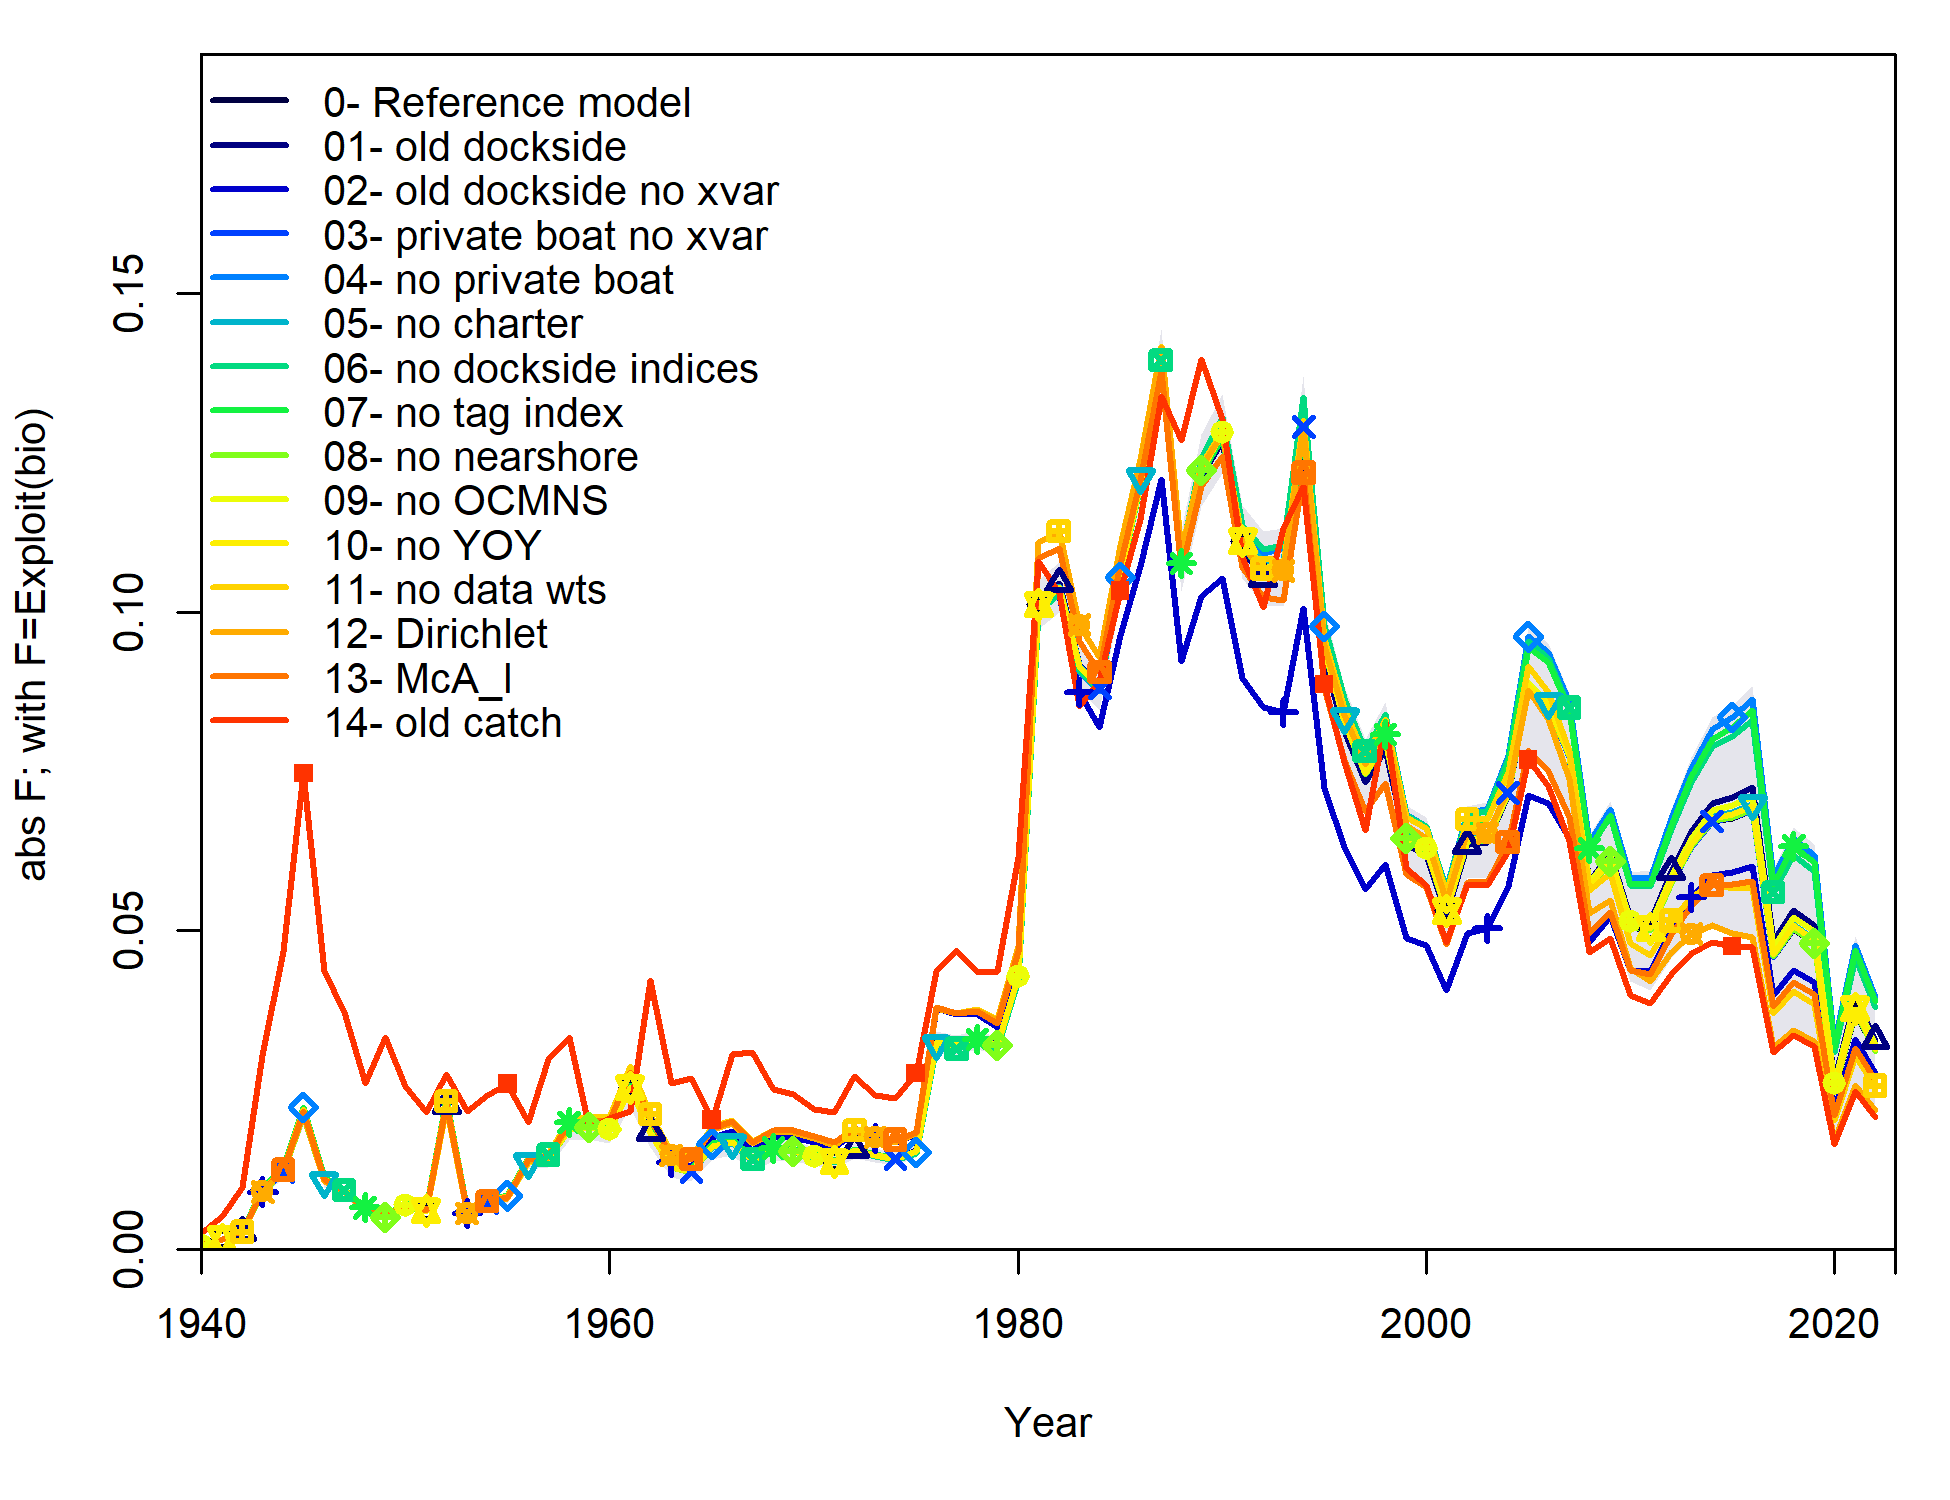 0- Reference model
01- old dockside
02- old dockside no xvar
03- private boat no xvar
04- no private boat
05- no charter
06- no dockside indices
07- no tag index
08- no nearshore
09- no OCMNS
10- no YOY
11- no data wts
12- Dirichlet
13- McA_I
14- old catch
abs F; with F=Exploit(bio)
0.15
0.10
0.05
0.00
1940 1960 1980 2000 2020
Year